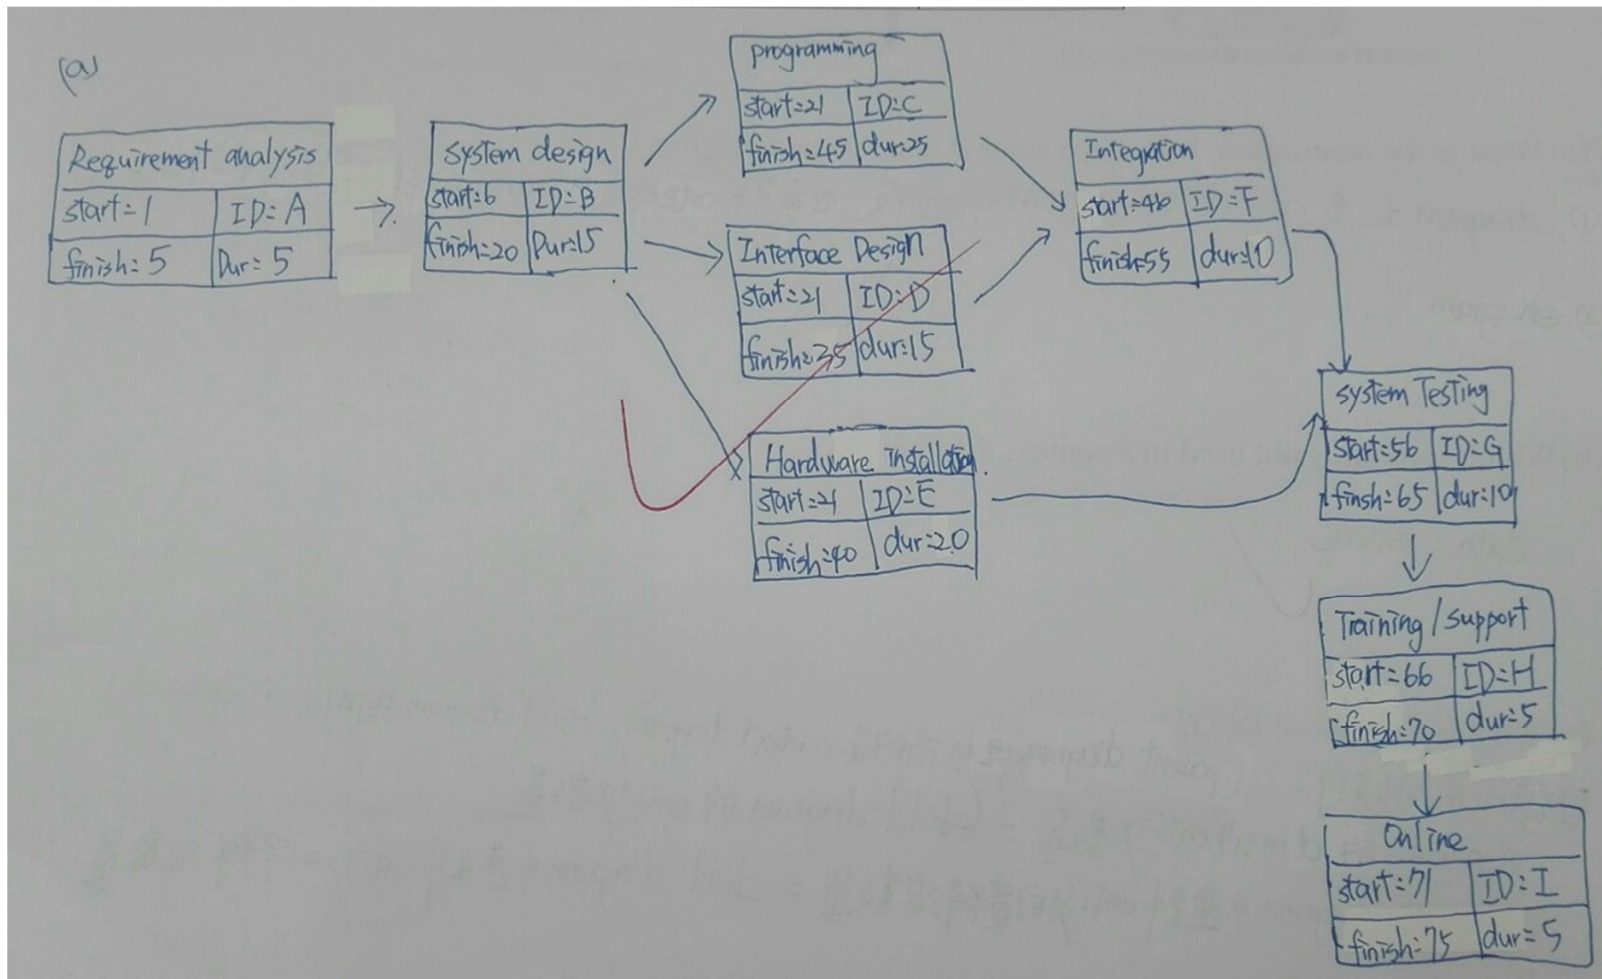 (a)
Requirement analysis
start=1 ID=A
finish=5 Dur=5
System design
start=6 ID=B
finish=20 Dur=15
programming
start=21 ID=C
finish=45 dur=25
Interface Design
start=21 ID=D
finish=35 dur=15
Hardware installation
start=21 ID=E
finish=40 dur=20
Integration
start=46 ID=F
finish=55 dur=10
System Testing
start=56 ID=G
finsh=65 dur=10
Training/support
start=66 ID=H
finish=70 dur=5
Online
start=71 ID=I
finish=75 dur=5